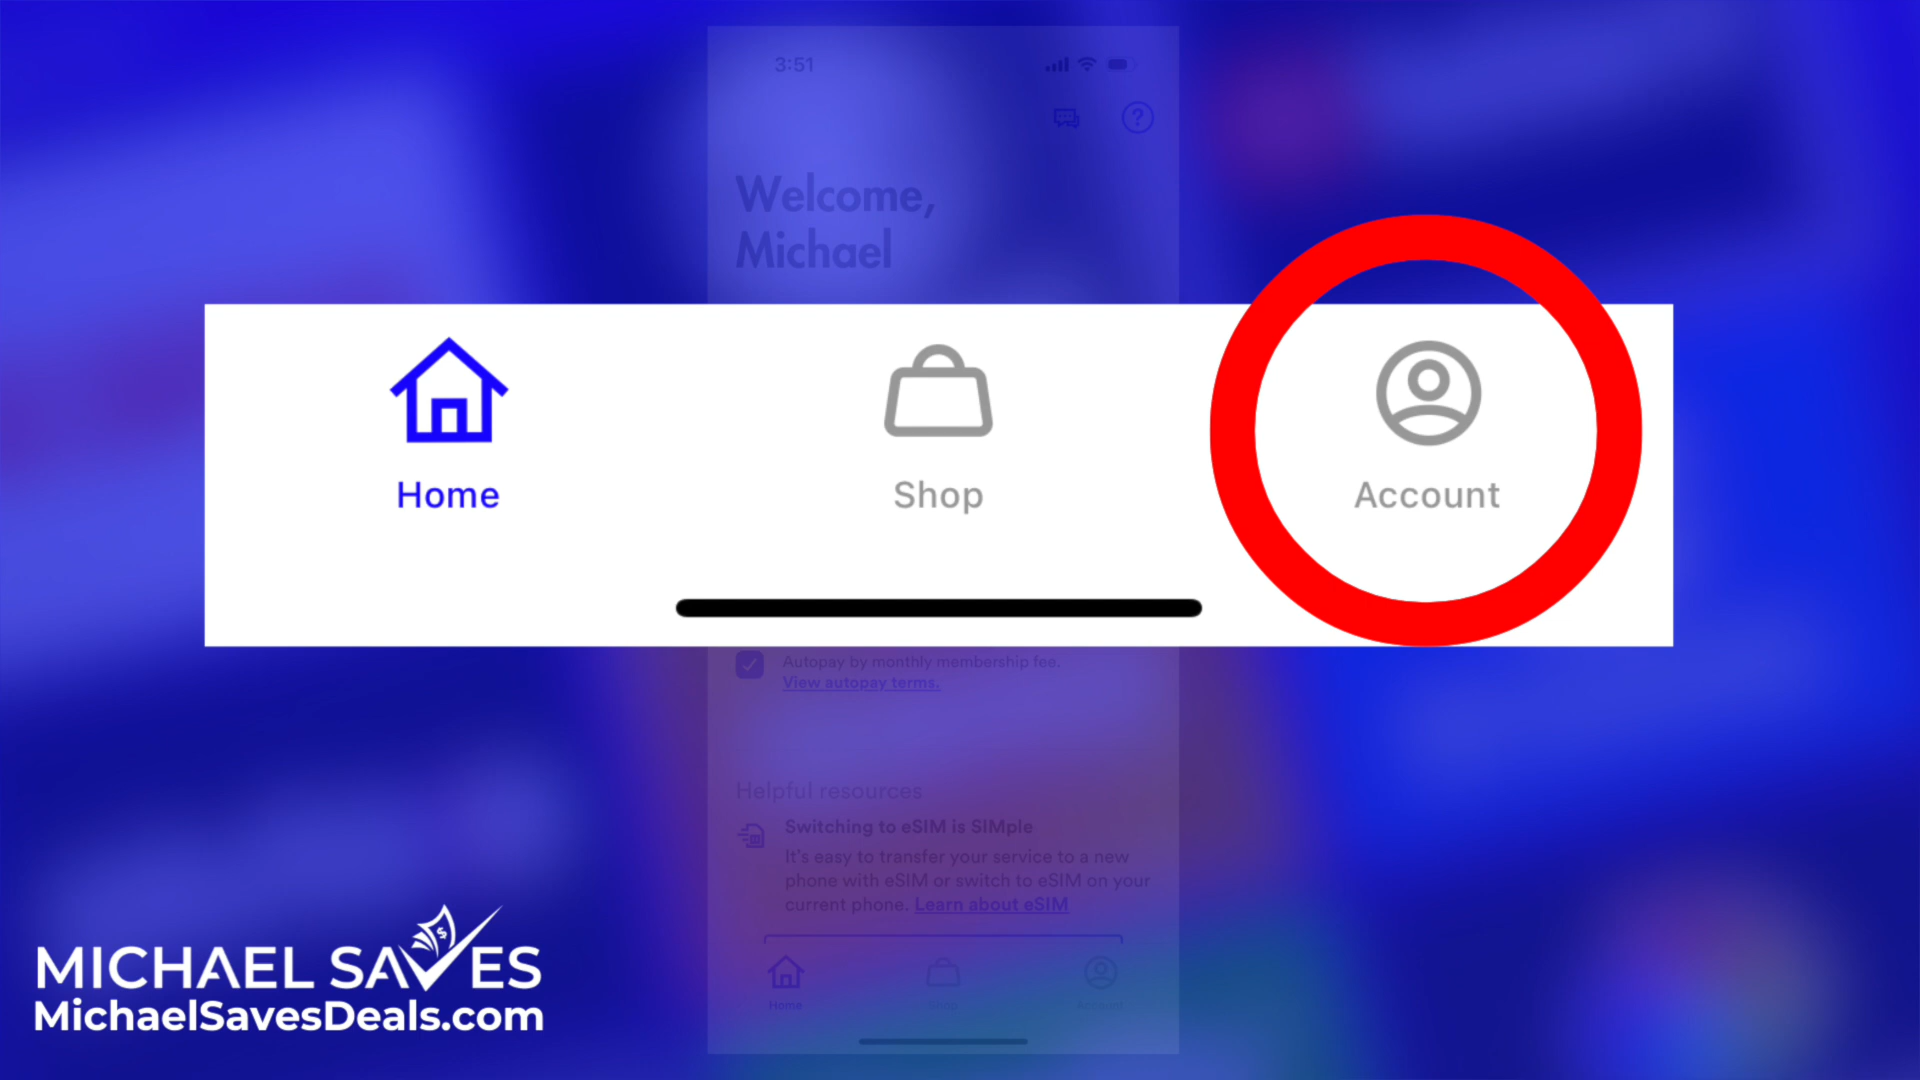 3:51
Welcome,
Michael
Home
Shop
Account
Autopay by monthly membership fee.
View autopay terms.
Helpful resources
Switching to eSIM is SIMple
It's easy to transfer your service to a new
phone with eSIM or switch to eSIM on your
current phone. Learn about eSIM
Home
Shop
Account
MICHAEL SAVES
MichaelSavesDeals.com